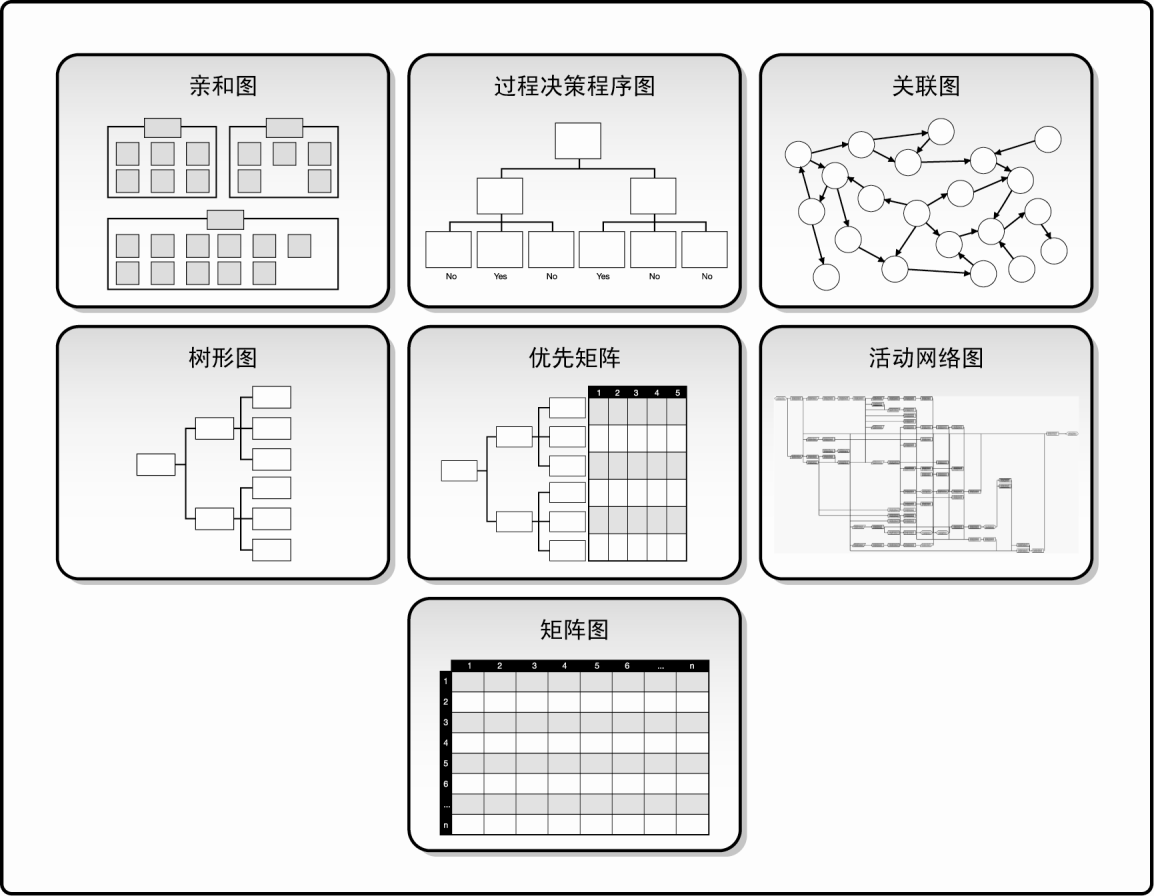 亲和图
过程决策程序图
关联图
No Yes No Yes No No
树形图
优先矩阵
活动网络图
1 2 3 4 5
矩阵图
1 2 3 4 5 6 ... n
1
2
3
4
5
6
...
n